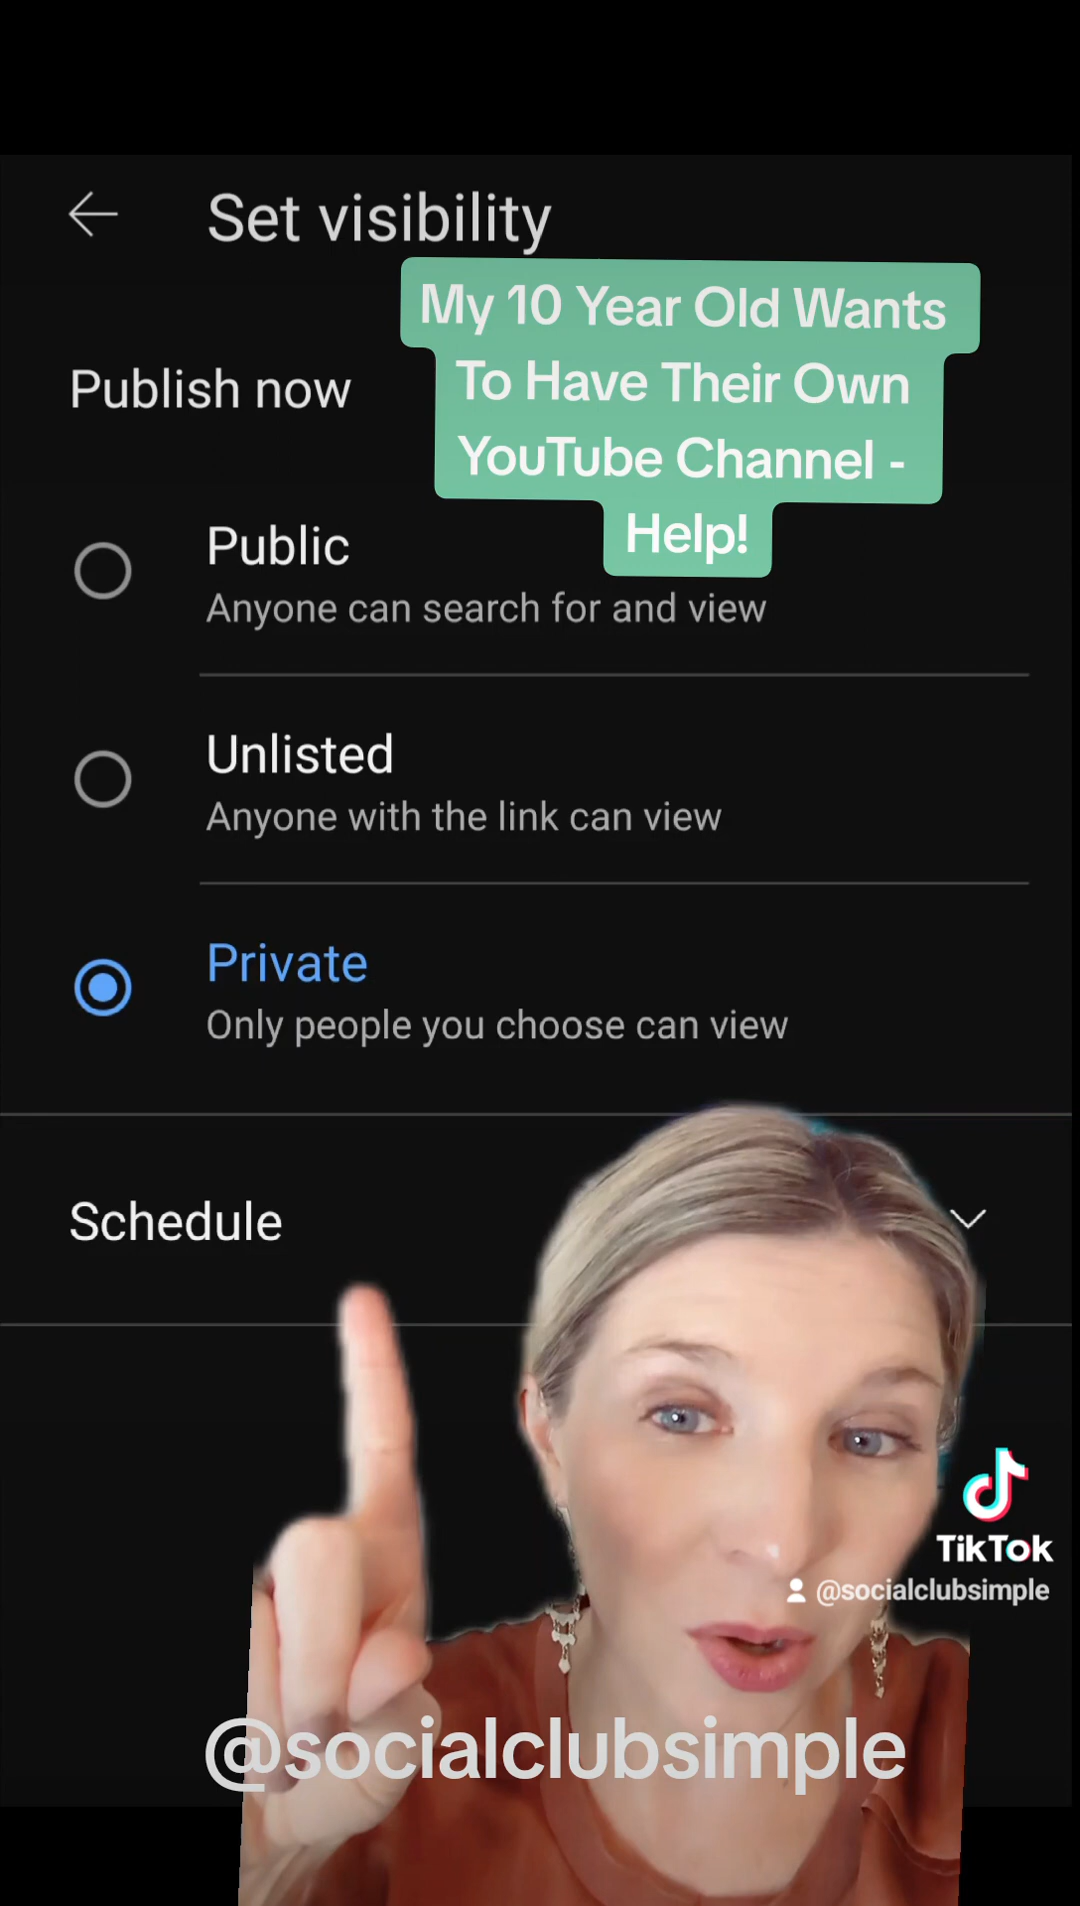 Set visibility
My 10 Year Old Wants
To Have Their Own
YouTube Channel -
Help!
Publish now
Public
Anyone can search for and view
Unlisted
Anyone with the link can view
Private
Only people you choose can view
Schedule
TikTok
@socialclubsimple
@socialclubsimple